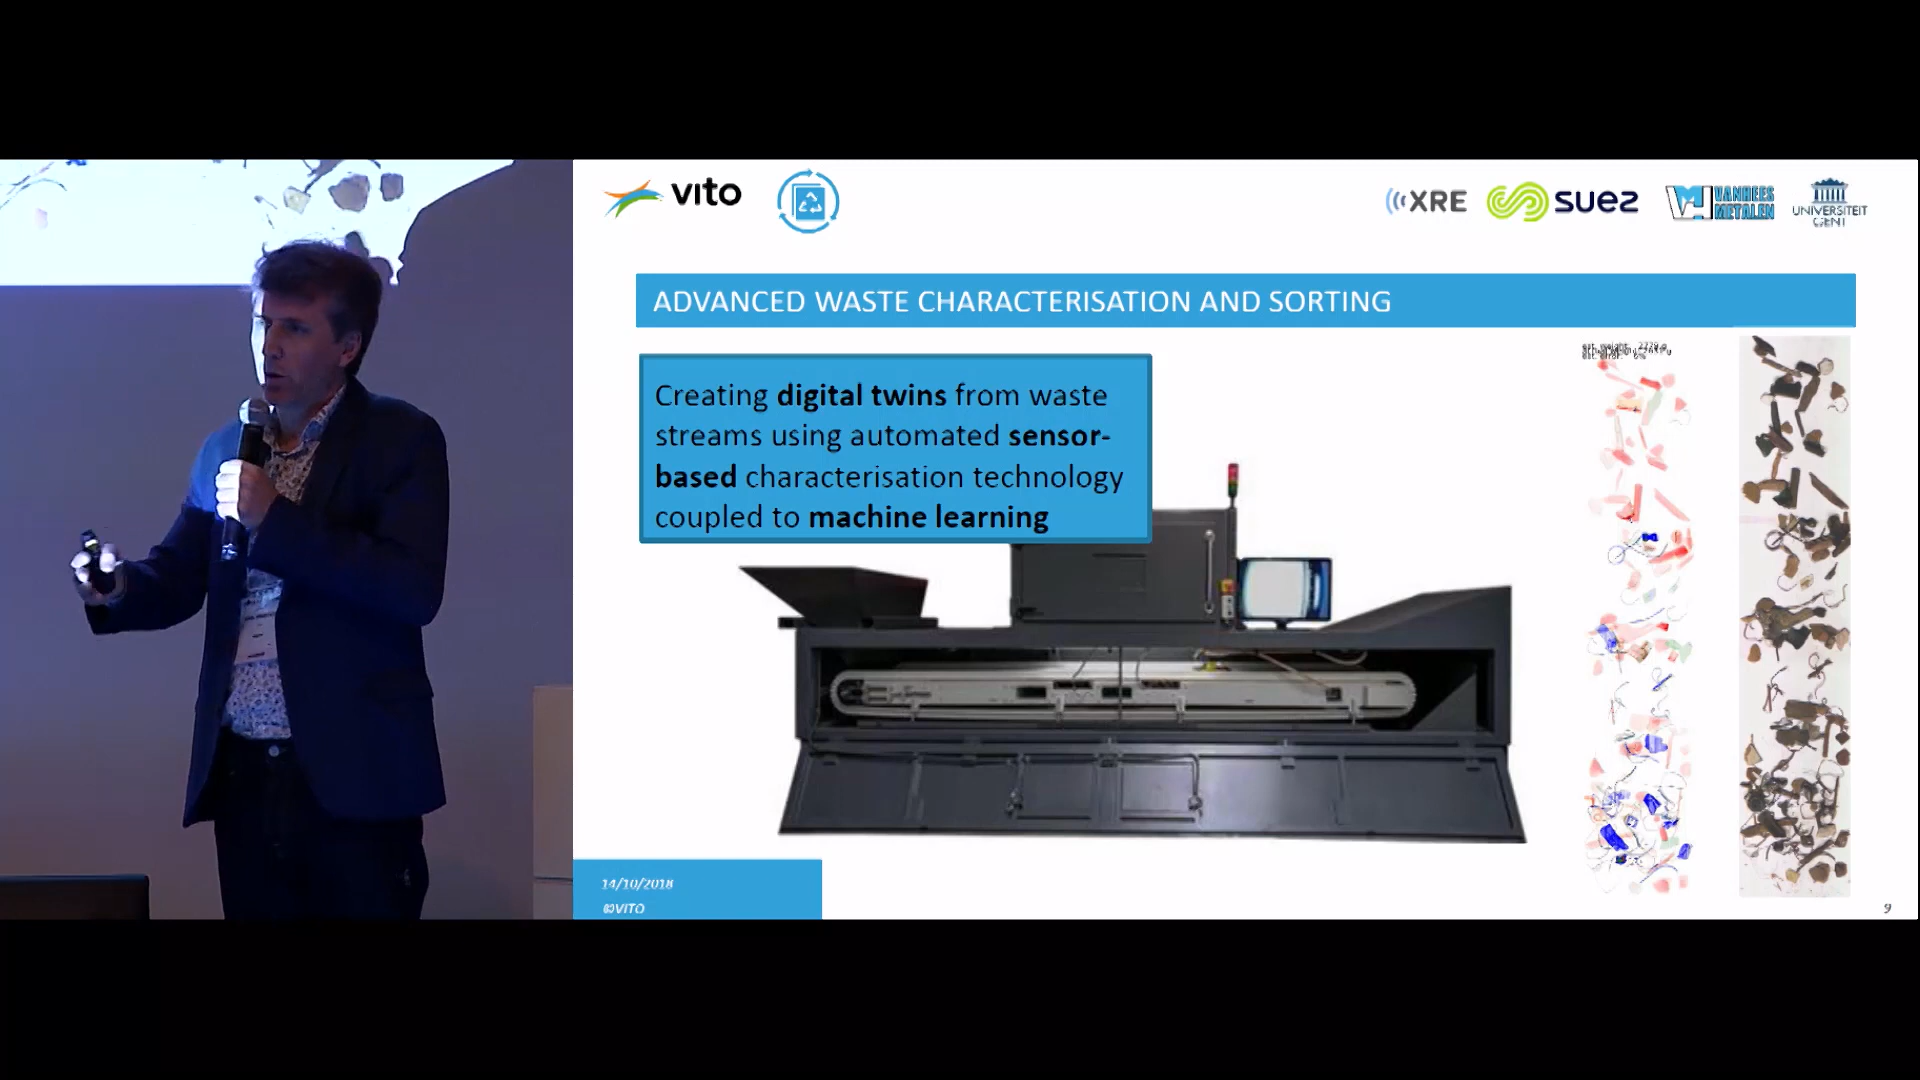 vito
XRE
suez
VANHEES
METALEN
UNIVERSITEIT
GENT
ADVANCED WASTE CHARACTERISATION AND SORTING
Creating digital twins from waste
streams using automated sensor-
based characterisation technology
coupled to machine learning
14/10/2018
©VITO
9